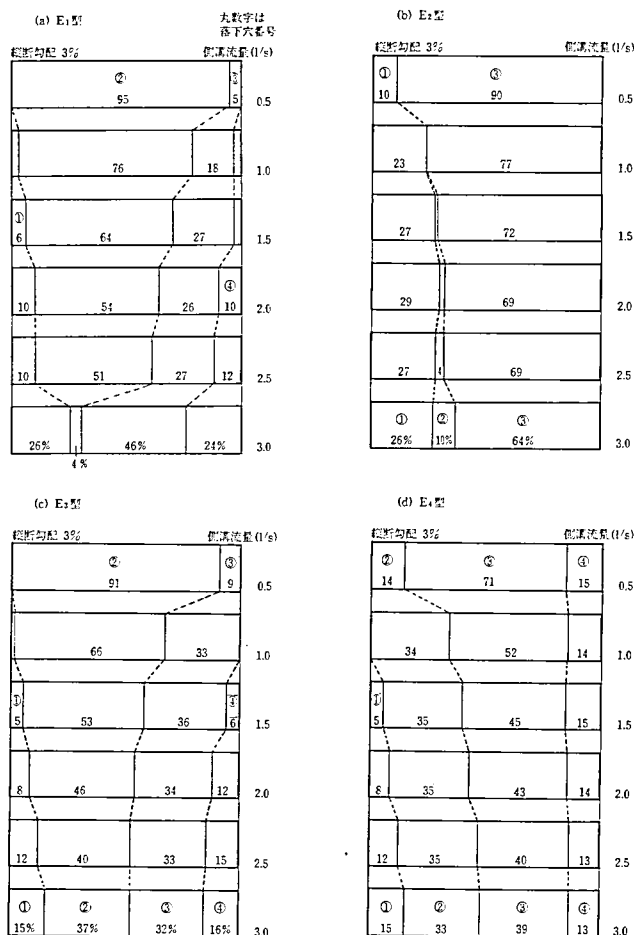 (a) E₁型
丸数字は
落下穴番号
縦断勾配 3%
側溝流量(l/s)
② ③
95 5 0.5
76 18 1.0
①
6 64 27 1.5
④
10 54 26 10 2.0
10 51 27 12 2.5
26% 46% 24% 3.0
4%
(b) E₂型
縦断勾配 3%
側溝流量(l/s)
① ③
10 90 0.5
23 77 1.0
27 72 1.5
29 69 2.0
27 4 69 2.5
① ② ③
26% 10% 64% 3.0
(c) E₃型
縦断勾配 3%
側溝流量(l/s)
② ③
91 9 0.5
66 33 1.0
① ④
5 53 36 6 1.5
8 46 34 12 2.0
12 40 33 15 2.5
① ② ③ ④
15% 37% 32% 16% 3.0
(d) E₄型
縦断勾配 3%
側溝流量(l/s)
② ③ ④
14 71 15 0.5
34 52 14 1.0
①
5 35 45 15 1.5
8 35 43 14 2.0
12 35 40 13 2.5
① ② ③ ④
15 33 39 13 3.0